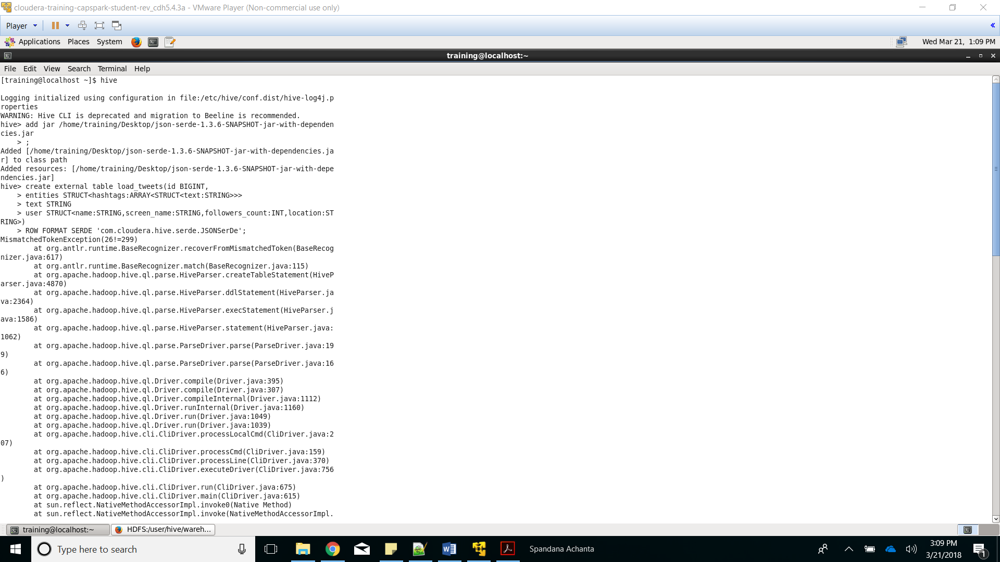 cloudera-training-capspark-student-rev_cdh5.4.3a - VMware Player (Non-commercial use only)
Player
Applications Places System Wed Mar 21, 1:09 PM
training@localhost:~
File Edit View Search Terminal Help
[training@localhost ~]$ hive
Logging initialized using configuration in file:/etc/hive/conf.dist/hive-log4j.p
roperties
WARNING: Hive CLI is deprecated and migration to Beeline is recommended.
hive> add jar /home/training/Desktop/json-serde-1.3.6-SNAPSHOT-jar-with-dependen
cies.jar
    > ;
Added [/home/training/Desktop/json-serde-1.3.6-SNAPSHOT-jar-with-dependencies.ja
r] to class path
Added resources: [/home/training/Desktop/json-serde-1.3.6-SNAPSHOT-jar-with-depe
ndencies.jar]
hive> create external table load_tweets(id BIGINT,
    > entities STRUCT<hashtags:ARRAY<STRUCT<text:STRING>>>
    > text STRING
    > user STRUCT<name:STRING,screen_name:STRING,followers_count:INT,location:ST
RING>)
    > ROW FORMAT SERDE 'com.cloudera.hive.serde.JSONSerDe';
MismatchedTokenException(26!=299)
        at org.antlr.runtime.BaseRecognizer.recoverFromMismatchedToken(BaseRecog
nizer.java:617)
        at org.antlr.runtime.BaseRecognizer.match(BaseRecognizer.java:115)
        at org.apache.hadoop.hive.ql.parse.HiveParser.createTableStatement(HiveP
arser.java:4870)
        at org.apache.hadoop.hive.ql.parse.HiveParser.ddlStatement(HiveParser.ja
va:2364)
        at org.apache.hadoop.hive.ql.parse.HiveParser.execStatement(HiveParser.j
ava:1586)
        at org.apache.hadoop.hive.ql.parse.HiveParser.statement(HiveParser.java:
1062)
        at org.apache.hadoop.hive.ql.parse.ParseDriver.parse(ParseDriver.java:19
9)
        at org.apache.hadoop.hive.ql.parse.ParseDriver.parse(ParseDriver.java:16
6)
        at org.apache.hadoop.hive.ql.Driver.compile(Driver.java:395)
        at org.apache.hadoop.hive.ql.Driver.compile(Driver.java:307)
        at org.apache.hadoop.hive.ql.Driver.compileInternal(Driver.java:1112)
        at org.apache.hadoop.hive.ql.Driver.runInternal(Driver.java:1160)
        at org.apache.hadoop.hive.ql.Driver.run(Driver.java:1049)
        at org.apache.hadoop.hive.ql.Driver.run(Driver.java:1039)
        at org.apache.hadoop.hive.cli.CliDriver.processLocalCmd(CliDriver.java:2
07)
        at org.apache.hadoop.hive.cli.CliDriver.processCmd(CliDriver.java:159)
        at org.apache.hadoop.hive.cli.CliDriver.processLine(CliDriver.java:370)
        at org.apache.hadoop.hive.cli.CliDriver.executeDriver(CliDriver.java:756
)
        at org.apache.hadoop.hive.cli.CliDriver.run(CliDriver.java:675)
        at org.apache.hadoop.hive.cli.CliDriver.main(CliDriver.java:615)
        at sun.reflect.NativeMethodAccessorImpl.invoke0(Native Method)
        at sun.reflect.NativeMethodAccessorImpl.invoke(NativeMethodAccessorImpl.
training@localhost:~ HDFS:/user/hive/wareh...
Type here to search Spandana Achanta 3:09 PM
3/21/2018 1